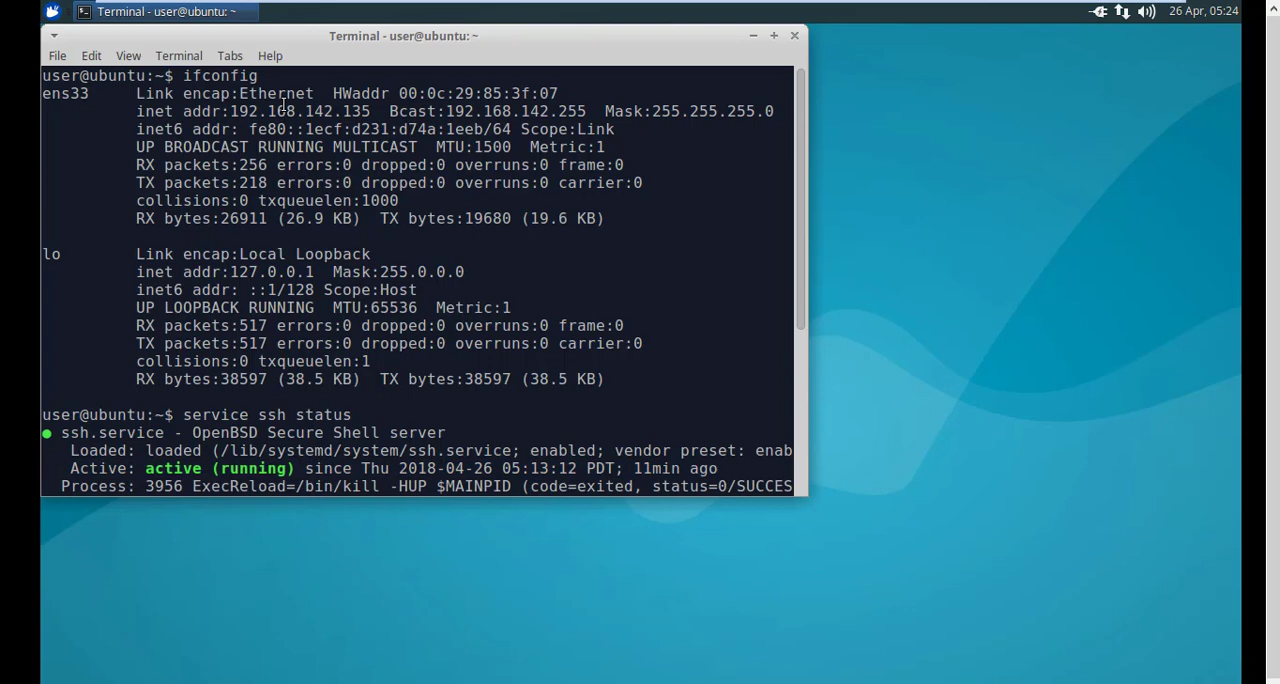 Terminal - user@ubuntu: ~
26 Apr, 05:24
Terminal - user@ubuntu: ~
File Edit View Terminal Tabs Help
user@ubuntu:~$ ifconfig
ens33     Link encap:Ethernet  HWaddr 00:0c:29:85:3f:07
          inet addr:192.168.142.135  Bcast:192.168.142.255  Mask:255.255.255.0
          inet6 addr: fe80::1ecf:d231:d74a:1eeb/64 Scope:Link
          UP BROADCAST RUNNING MULTICAST  MTU:1500  Metric:1
          RX packets:256 errors:0 dropped:0 overruns:0 frame:0
          TX packets:218 errors:0 dropped:0 overruns:0 carrier:0
          collisions:0 txqueuelen:1000
          RX bytes:26911 (26.9 KB)  TX bytes:19680 (19.6 KB)
lo        Link encap:Local Loopback
          inet addr:127.0.0.1  Mask:255.0.0.0
          inet6 addr: ::1/128 Scope:Host
          UP LOOPBACK RUNNING  MTU:65536  Metric:1
          RX packets:517 errors:0 dropped:0 overruns:0 frame:0
          TX packets:517 errors:0 dropped:0 overruns:0 carrier:0
          collisions:0 txqueuelen:1
          RX bytes:38597 (38.5 KB)  TX bytes:38597 (38.5 KB)
user@ubuntu:~$ service ssh status
● ssh.service - OpenBSD Secure Shell server
   Loaded: loaded (/lib/systemd/system/ssh.service; enabled; vendor preset: enab
   Active: active (running) since Thu 2018-04-26 05:13:12 PDT; 11min ago
  Process: 3956 ExecReload=/bin/kill -HUP $MAINPID (code=exited, status=0/SUCCES